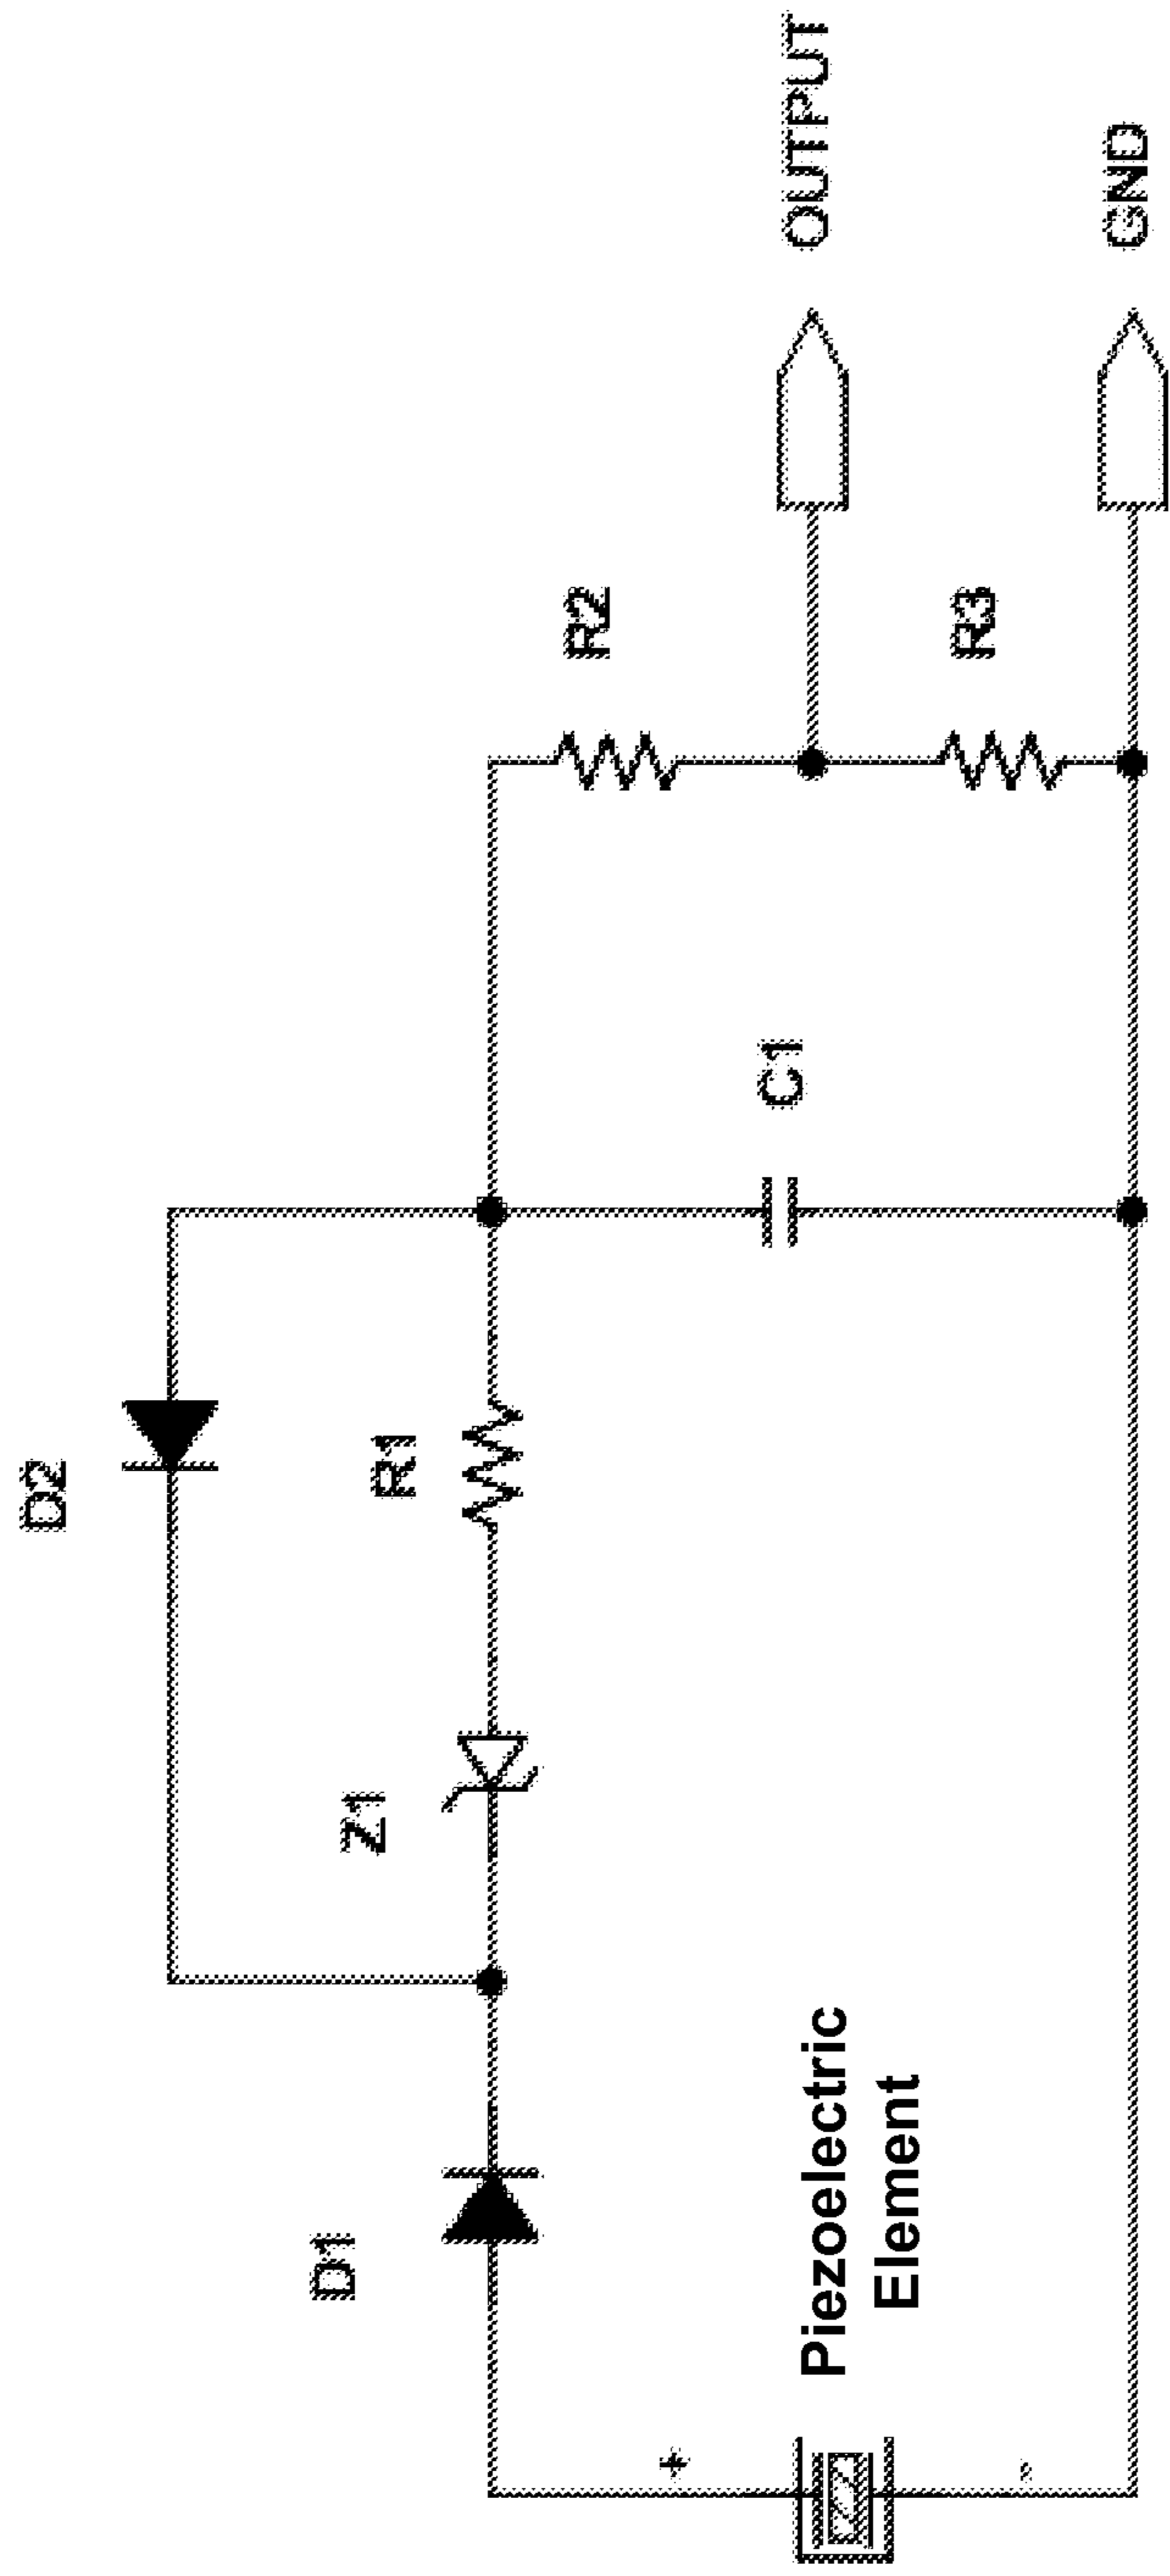 D2
D1
Z1
R1
R2
C1
R3
OUTPUT
GND
+
-
Piezoelectric
Element